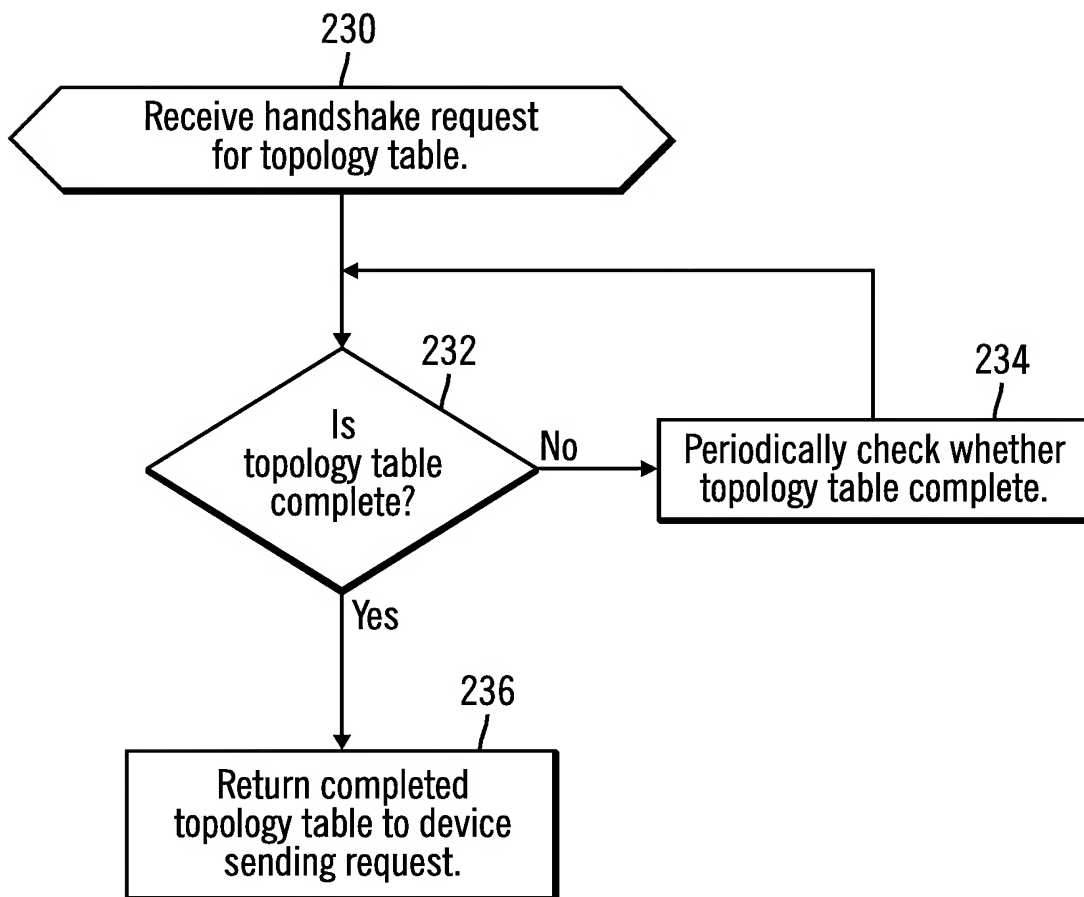 230
Receive handshake request
for topology table.
232
Is
topology table
complete?
No
234
Periodically check whether
topology table complete.
Yes
236
Return completed
topology table to device
sending request.